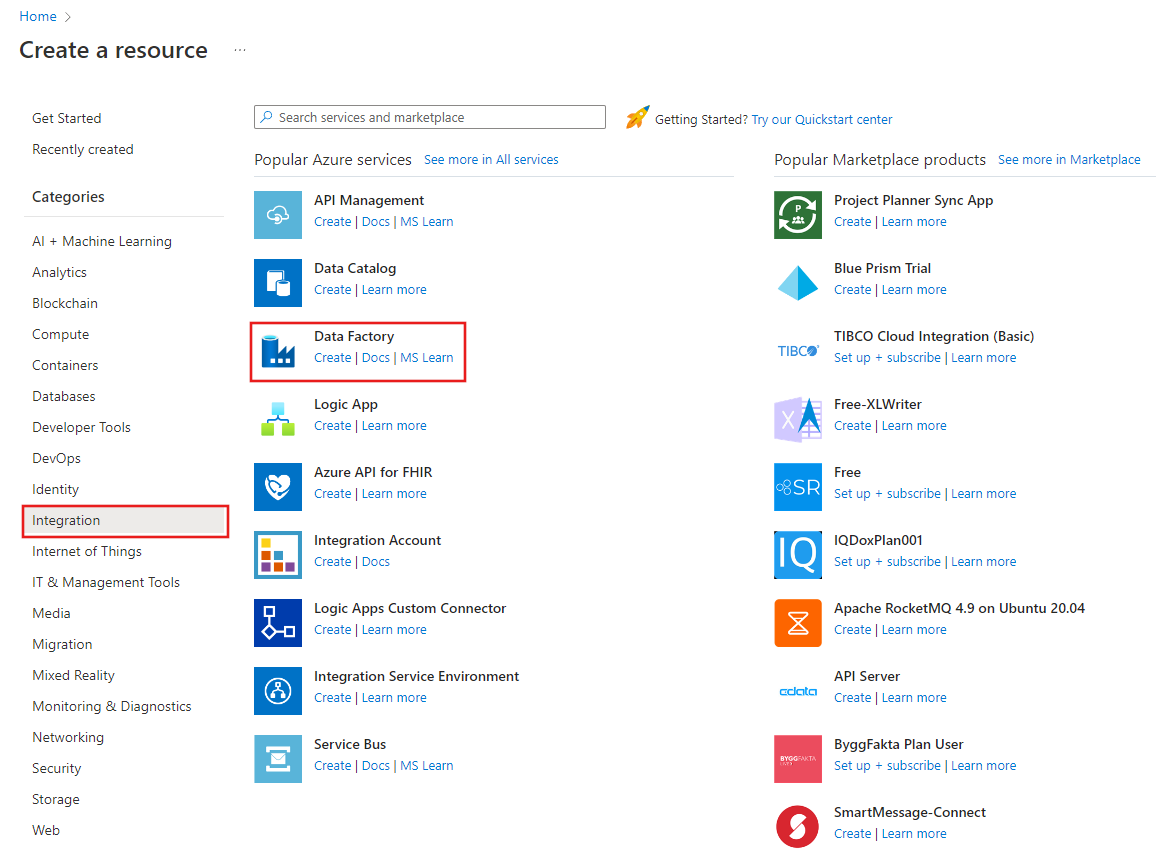 Home
Create a resource ...
Get Started
Recently created
Categories
AI + Machine Learning
Analytics
Blockchain
Compute
Containers
Databases
Developer Tools
DevOps
Identity
Integration
Internet of Things
IT & Management Tools
Media
Migration
Mixed Reality
Monitoring & Diagnostics
Networking
Security
Storage
Web
Search services and marketplace
Getting Started? Try our Quickstart center
Popular Azure services See more in All services
API Management
Create | Docs | MS Learn
Data Catalog
Create | Learn more
Data Factory
Create | Docs | MS Learn
Logic App
Create | Learn more
Azure API for FHIR
Create | Learn more
Integration Account
Create | Docs
Logic Apps Custom Connector
Create | Learn more
Integration Service Environment
Create | Learn more
Service Bus
Create | Docs | MS Learn
Popular Marketplace products See more in Marketplace
P
Project Planner Sync App
Create | Learn more
Blue Prism Trial
Create | Learn more
TIBCO
TIBCO Cloud Integration (Basic)
Set up + subscribe | Learn more
X
Free-XLWriter
Create | Learn more
SR
Free
Set up + subscribe | Learn more
IQ
IQDoxPlan001
Set up + subscribe | Learn more
Apache RocketMQ 4.9 on Ubuntu 20.04
Create | Learn more
cdata
API Server
Create | Learn more
BYGGFAKTA
ByggFakta Plan User
Set up + subscribe | Learn more
SmartMessage-Connect
Create | Learn more